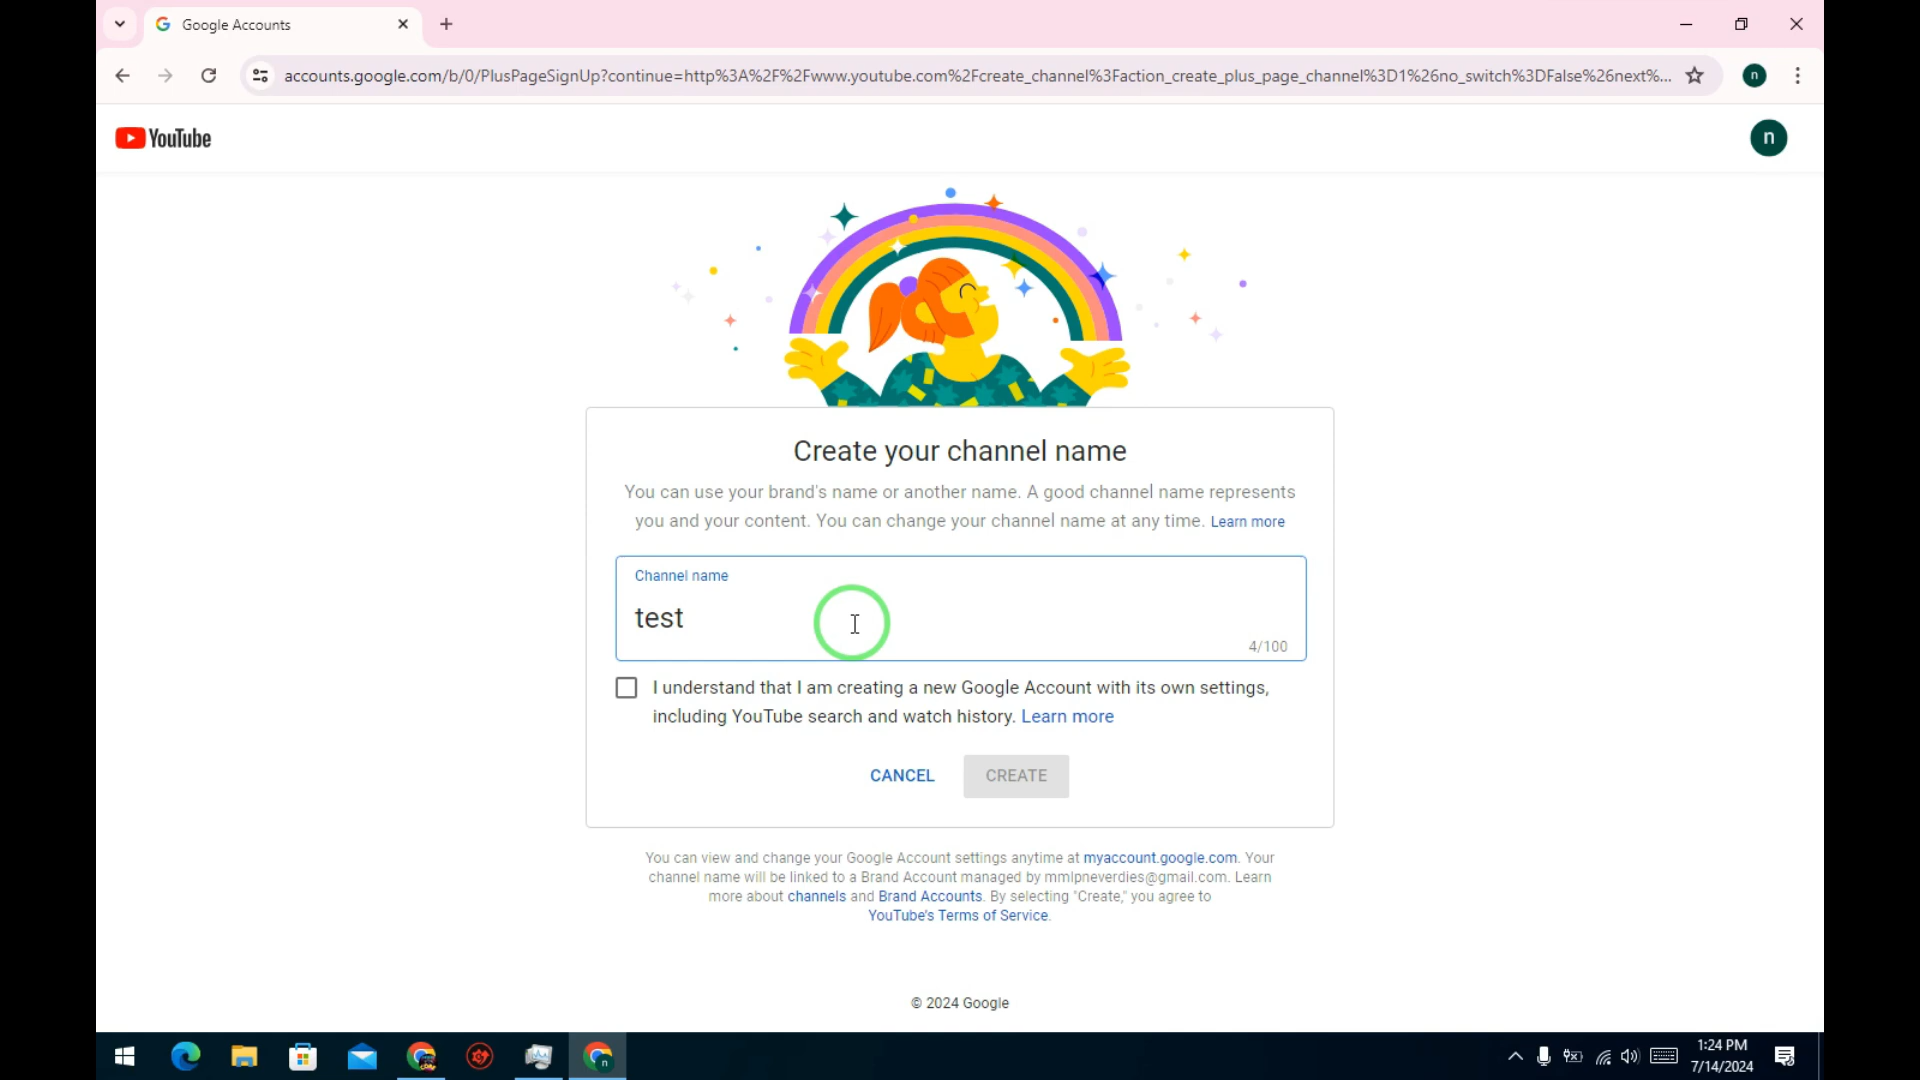 Google Accounts
accounts.google.com/b/0/PlusPageSignUp?continue=http%3A%2F%2Fwww.youtube.com%2Fcreate_channel%3Faction_create_plus_page_channel%3D1%26no_switch%3DFalse%26next%...
n
YouTube
n
Create your channel name
You can use your brand's name or another name. A good channel name represents
you and your content. You can change your channel name at any time. Learn more
Channel name
test
4/100
I understand that I am creating a new Google Account with its own settings,
including YouTube search and watch history. Learn more
CANCEL
CREATE
You can view and change your Google Account settings anytime at myaccount.google.com. Your
channel name will be linked to a Brand Account managed by mmlpneverdies@gmail.com. Learn
more about channels and Brand Accounts. By selecting "Create," you agree to
YouTube's Terms of Service.
© 2024 Google
n
1:24 PM
7/14/2024